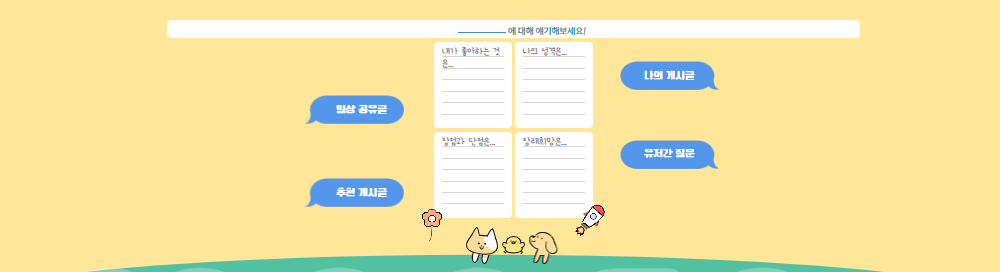 에 대해 얘기해보세요!
내가 좋아하는 것
은...
나의 성격은...
나의 게시글
일상 공유글
장점과 단점은...
장래희망은...
유저간 질문
추천 게시글